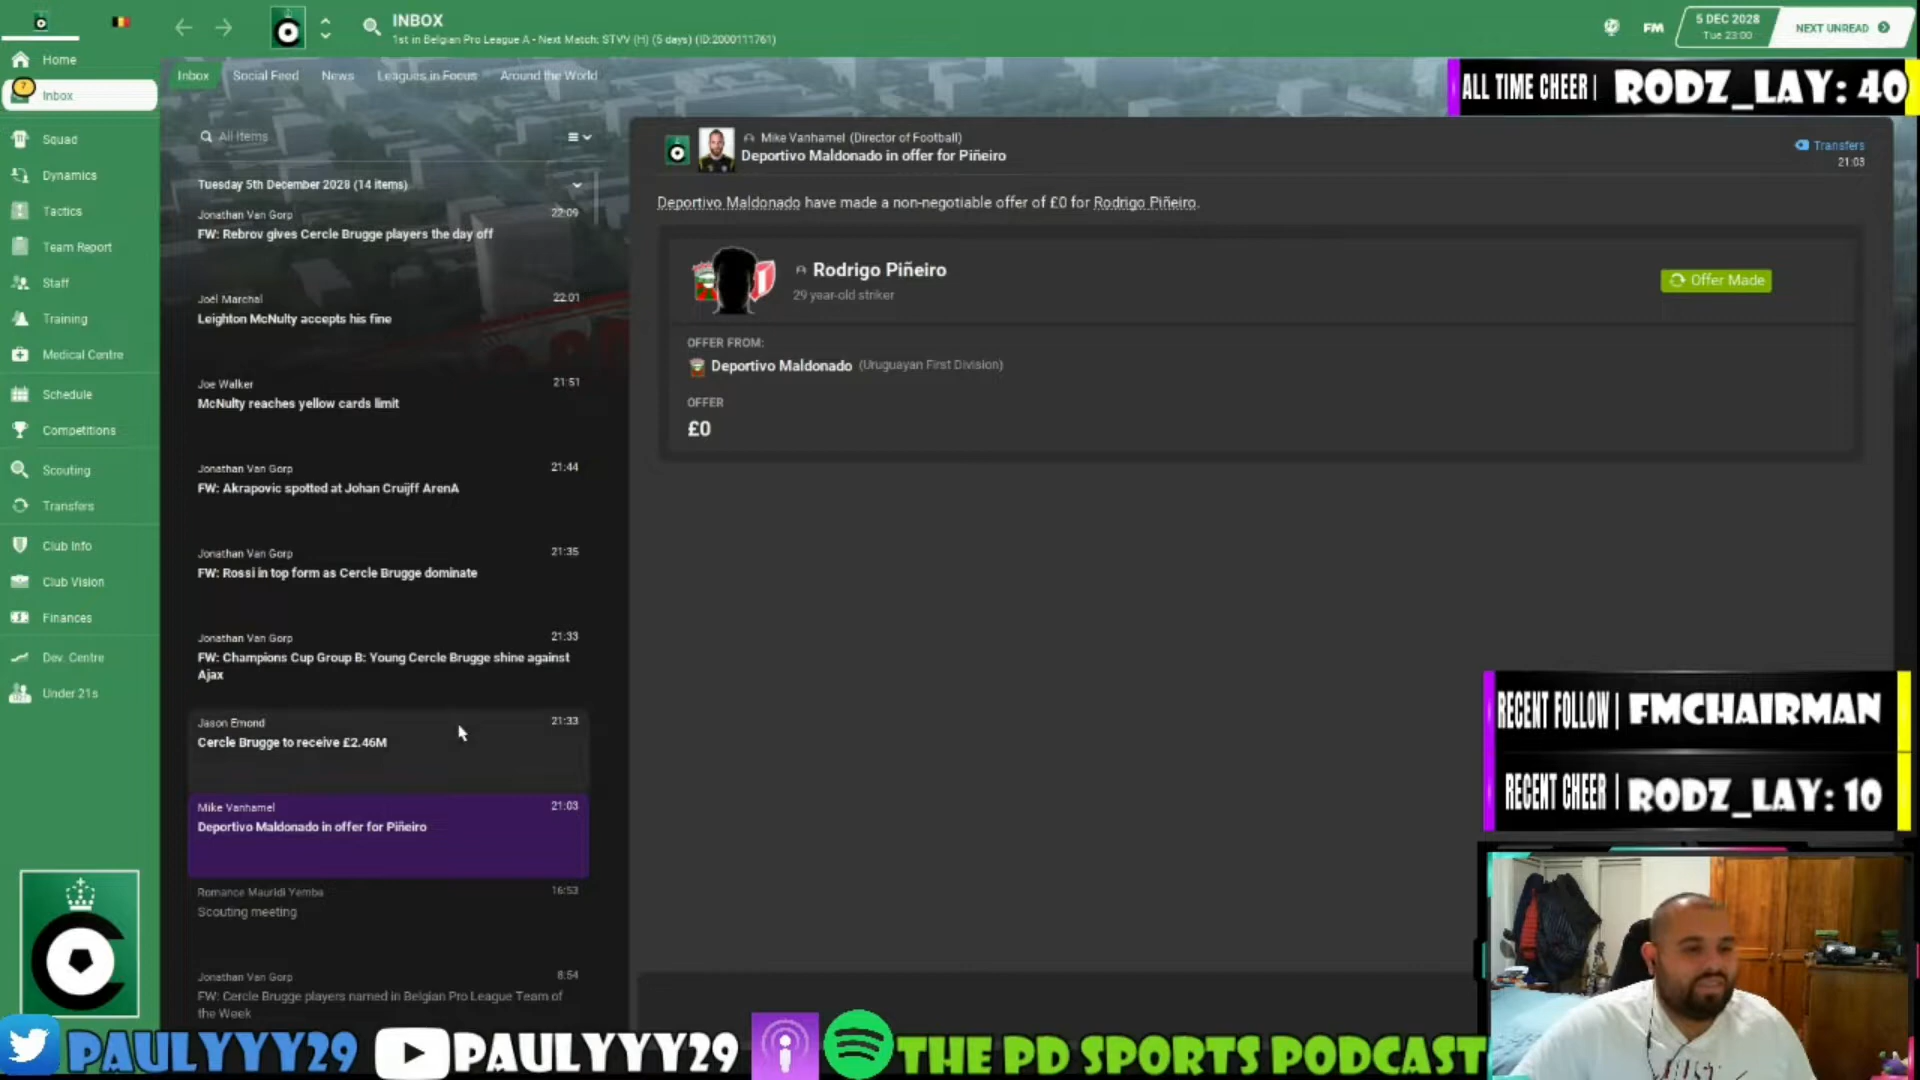 INBOX
1st in Belgian Pro League A - Next Match: STVV (H) (5 days) (ID:2000111761)
FM
5 DEC 2028
Tue 23:00
NEXT UNREAD
Home
7
Inbox
Squad
Dynamics
Tactics
Team Report
Staff
Training
Medical Centre
Schedule
Competitions
Scouting
Transfers
Club Info
Club Vision
Finances
Dev. Centre
Under 21s
Inbox
Social Feed
News
Leagues in Focus
Around the World
ALL TIME CHEER | RODZ_LAY: 40
All Items
Tuesday 5th December 2028 (14 items)
Jonathan Van Gorp 22:09
FW: Rebrov gives Cercle Brugge players the day off
Joël Marchal 22:01
Leighton McNulty accepts his fine
Joe Walker 21:51
McNulty reaches yellow cards limit
Jonathan Van Gorp 21:44
FW: Akrapovic spotted at Johan Cruijff ArenA
Jonathan Van Gorp 21:35
FW: Rossi in top form as Cercle Brugge dominate
Jonathan Van Gorp 21:33
FW: Champions Cup Group B: Young Cercle Brugge shine against
Ajax
Jason Emond 21:33
Cercle Brugge to receive £2.46M
Mike Vanhamel 21:03
Deportivo Maldonado in offer for Piñeiro
Romance Mauridi Yemba 16:53
Scouting meeting
Jonathan Van Gorp 8:54
FW: Cercle Brugge players named in Belgian Pro League Team of
the Week
Mike Vanhamel (Director of Football)
Deportivo Maldonado in offer for Piñeiro
Transfers
21:03
Deportivo Maldonado have made a non-negotiable offer of £0 for Rodrigo Piñeiro.
Rodrigo Piñeiro
29 year-old striker
Offer Made
OFFER FROM:
Deportivo Maldonado (Uruguayan First Division)
OFFER
£0
RECENT FOLLOW | FMCHAIRMAN
RECENT CHEER | RODZ_LAY: 10
PAULYYY29
PAULYYY29
THE PD SPORTS PODCAST